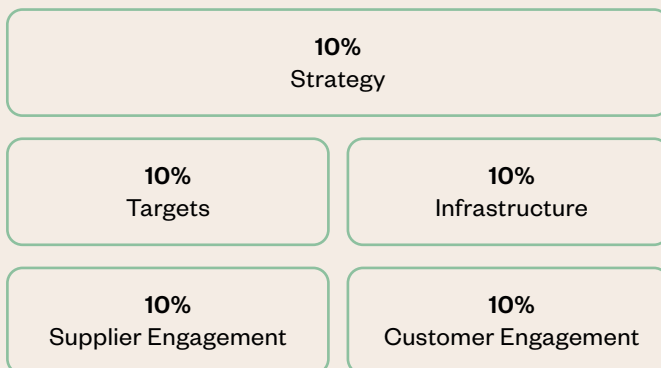 10%
Strategy
10%
Targets
10%
Infrastructure
10%
Supplier Engagement
10%
Customer Engagement